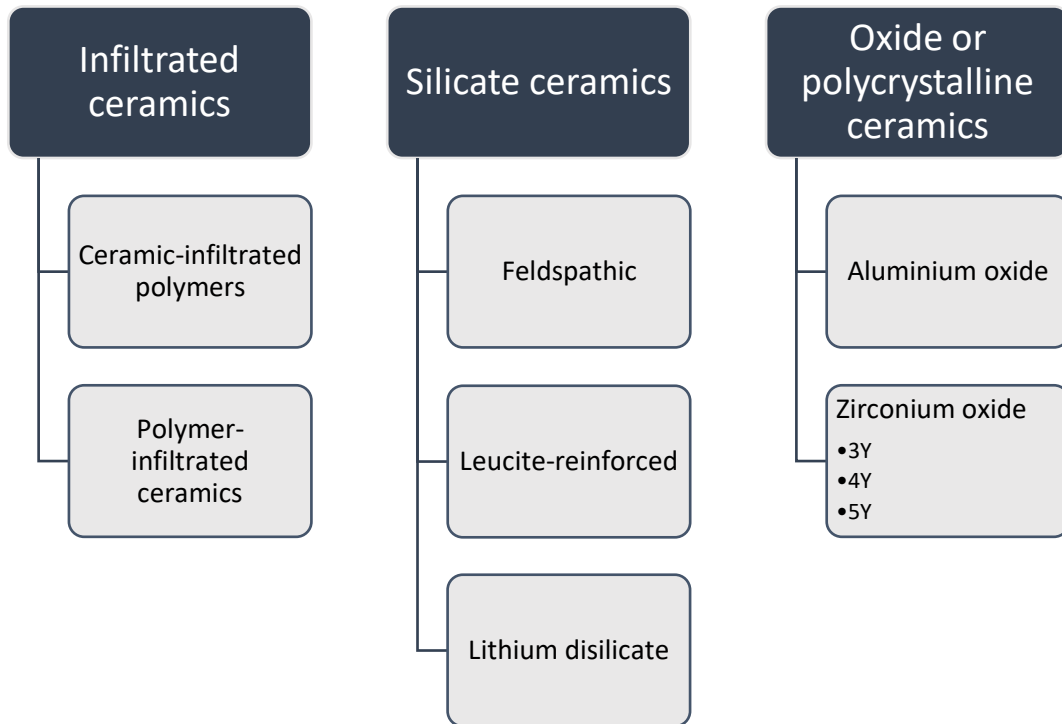 Infiltrated
ceramics
Ceramic-infiltrated
polymers
Polymer-
infiltrated
ceramics
Silicate ceramics
Feldspathic
Leucite-reinforced
Lithium disilicate
Oxide or
polycrystalline
ceramics
Aluminium oxide
Zirconium oxide
•3Y
•4Y
•5Y